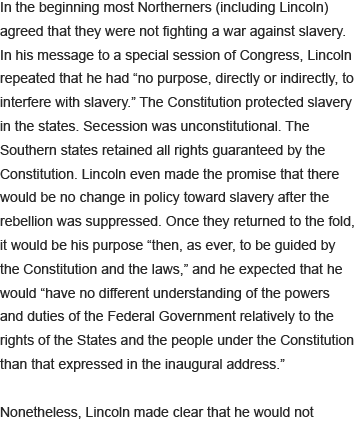 In the beginning most Northerners (including Lincoln)
agreed that they were not fighting a war against slavery.
In his message to a special session of Congress, Lincoln
repeated that he had “no purpose, directly or indirectly, to
interfere with slavery.” The Constitution protected slavery
in the states. Secession was unconstitutional. The
Southern states retained all rights guaranteed by the
Constitution. Lincoln even made the promise that there
would be no change in policy toward slavery after the
rebellion was suppressed. Once they returned to the fold,
it would be his purpose “then, as ever, to be guided by
the Constitution and the laws,” and he expected that he
would “have no different understanding of the powers
and duties of the Federal Government relatively to the
rights of the States and the people under the Constitution
than that expressed in the inaugural address.”
Nonetheless, Lincoln made clear that he would not